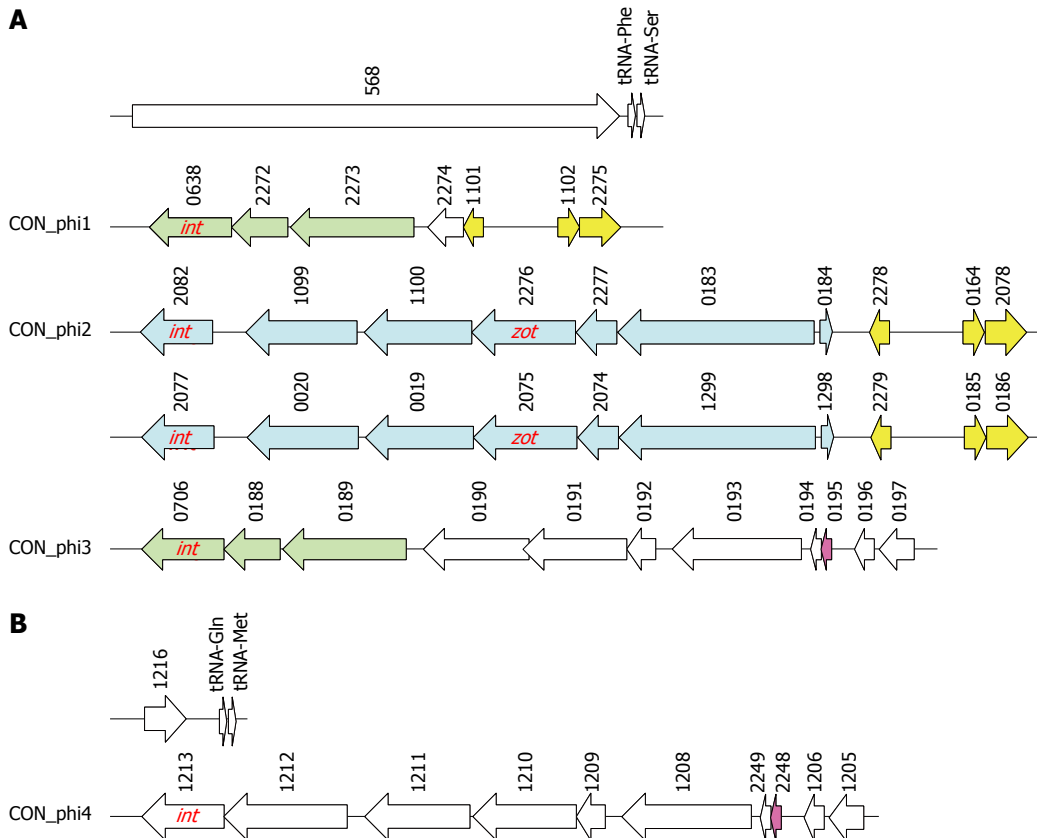 A
568 tRNA-Phe tRNA-Ser
0638 2272 2273 2274 1101 1102 2275
CON_phi1 int
2082 1099 1100 2276 2277 0183 0184 2278 0164 2078
CON_phi2 int zot
2077 0020 0019 2075 2074 1299 1298 2279 0185 0186
int zot
0706 0188 0189 0190 0191 0192 0193 0194 0195 0196 0197
CON_phi3 int
B
1216 tRNA-Gln tRNA-Met
1213 1212 1211 1210 1209 1208 2249 2248 1206 1205
CON_phi4 int